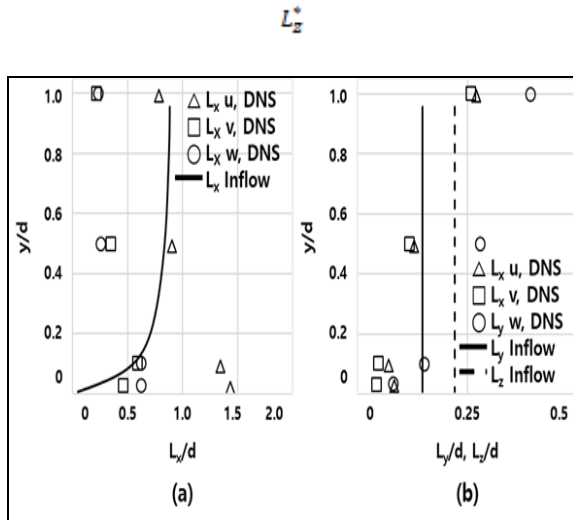 L*z
1.0
0.8
0.6
0.4
0.2
0
y/d
△ Lx u, DNS
□ Lx v, DNS
○ Lx w, DNS
Lx Inflow
0 0.5 1.0 1.5 2.0
Lx/d
(a)
1.0
0.8
0.6
0.4
0.2
0
y/d
△ Lx u, DNS
□ Lx v, DNS
○ Ly w, DNS
Ly Inflow
Lz Inflow
0 0.25 0.5
Ly/d, Lz/d
(b)